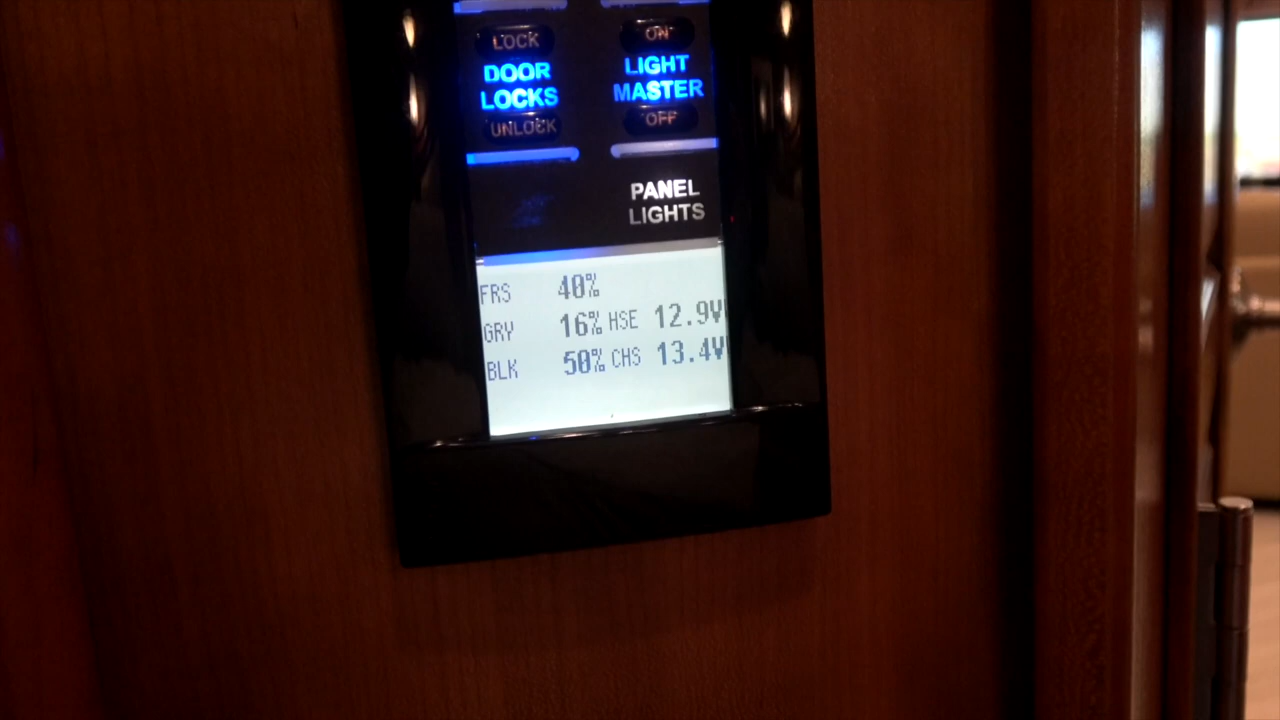 LOCK
DOOR
LOCKS
UNLOCK
ON
LIGHT
MASTER
OFF
PANEL
LIGHTS
FRS 40%
GRY 16% HSE 12.9V
BLK 50% CHS 13.4V